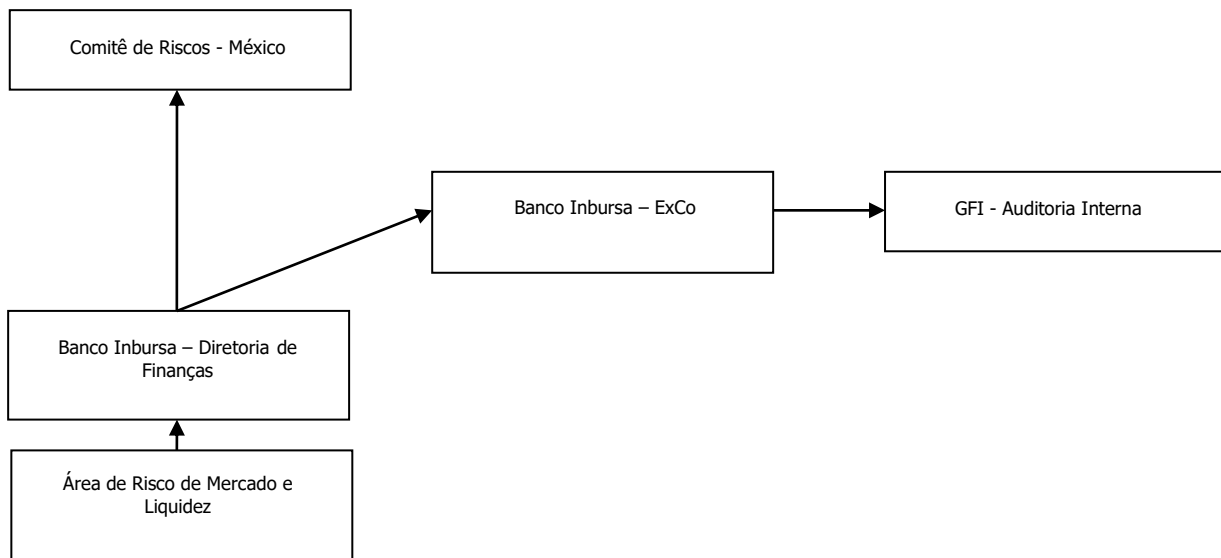 Comitê de Riscos - México
Banco Inbursa – ExCo
GFI - Auditoria Interna
Banco Inbursa – Diretoria de
Finanças
Área de Risco de Mercado e
Liquidez